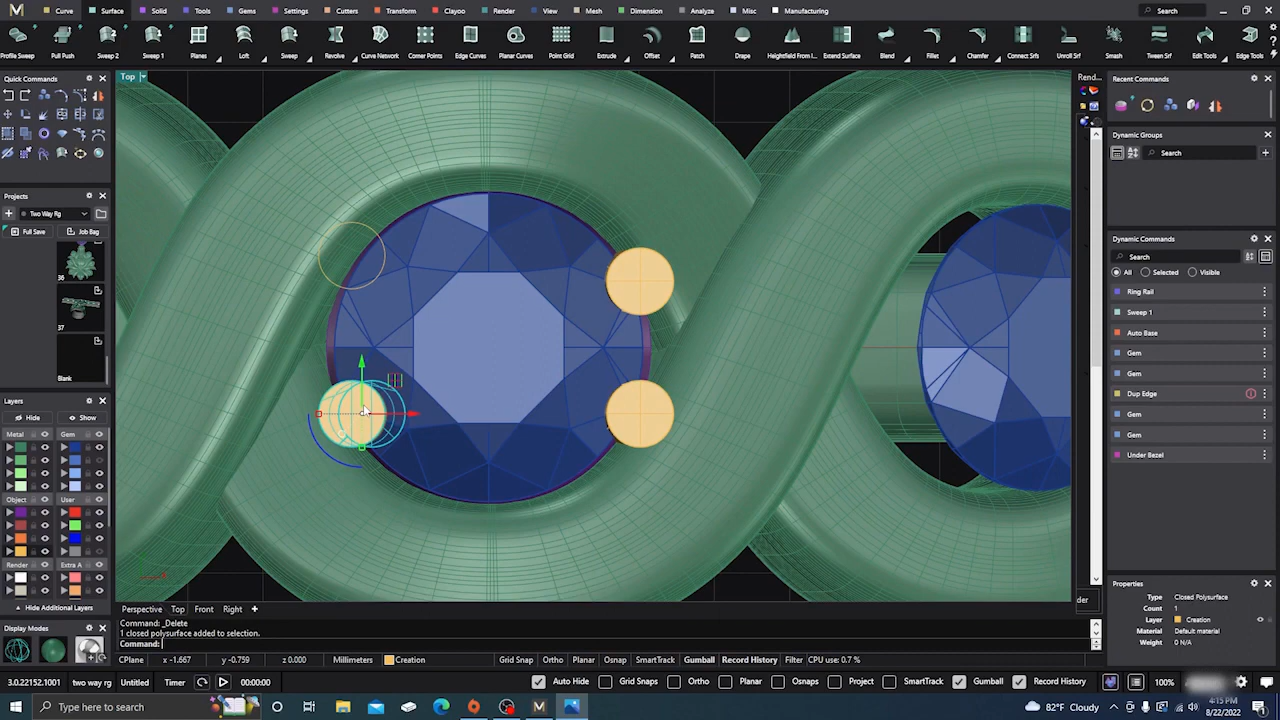 Curve Surface Solid Tools Gems Settings Cutters Transform Clayoo Render View Mesh Dimension Analyze Misc Manufacturing Search
Profile Sweep Pull Push Sweep 2 Sweep 1 Planes Loft Sweep Revolve Curve Network Corner Points Edge Curves Planar Curves Point Grid Extrude Offset Patch Drape Heightfield From I... Extend Surface Blend Fillet Chamfer Connect Srfs Unroll Srf Smash Tween Srf Edit Tools Edge Tools
Quick Commands
Top
Rend...
Recent Commands
Dynamic Groups
Search
Projects
Two Way Rg
Full Save Job Bag
36
37
Blank
Dynamic Commands
Search
All Selected Visible
Ring Rail
Sweep 1
Auto Base
Gem
Gem
Dup Edge
Gem
Gem
Under Bezel
Layers
Hide Show
Metal Gem
Object User
Render Extra A
Hide Additional Layers
Properties
Type Closed Polysurface
Count 1
Layer Creation
Material Default material
Weight 0 N/A
der
Perspective Top Front Right
Display Modes
Command: _Delete
1 closed polysurface added to selection.
Command:
CPlane x -1.667 y -0.759 z 0.000 Millimeters Creation Grid Snap Ortho Planar Osnap SmartTrack Gumball Record History Filter CPU use: 0.7 %
3.0.22152.1001 two way rg Untitled Timer 00:00:00 Auto Hide Grid Snaps Ortho Planar Osnaps Project SmartTrack Gumball Record History 100%
Type here to search 82°F Cloudy 4:15 PM
8/22/2022